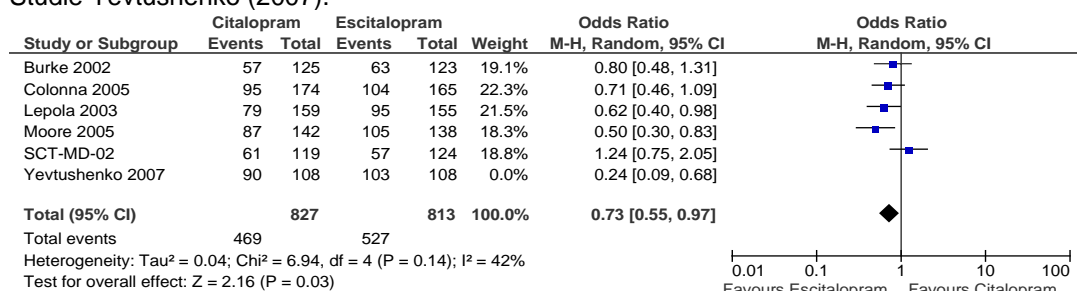 Studie Yevtushenko (2007).
Citalopram Escitalopram Odds Ratio Odds Ratio
Study or Subgroup Events Total Events Total Weight M-H, Random, 95% CI M-H, Random, 95% CI
Burke 2002 57 125 63 123 19.1% 0.80 [0.48, 1.31]
Colonna 2005 95 174 104 165 22.3% 0.71 [0.46, 1.09]
Lepola 2003 79 159 95 155 21.5% 0.62 [0.40, 0.98]
Moore 2005 87 142 105 138 18.3% 0.50 [0.30, 0.83]
SCT-MD-02 61 119 57 124 18.8% 1.24 [0.75, 2.05]
Yevtushenko 2007 90 108 103 108 0.0% 0.24 [0.09, 0.68]
Total (95% CI) 827 813 100.0% 0.73 [0.55, 0.97]
Total events 469 527
Heterogeneity: Tau² = 0.04; Chi² = 6.94, df = 4 (P = 0.14); I² = 42%
Test for overall effect: Z = 2.16 (P = 0.03)
0.01 0.1 1 10 100
Favours Escitalopram Favours Citalopram